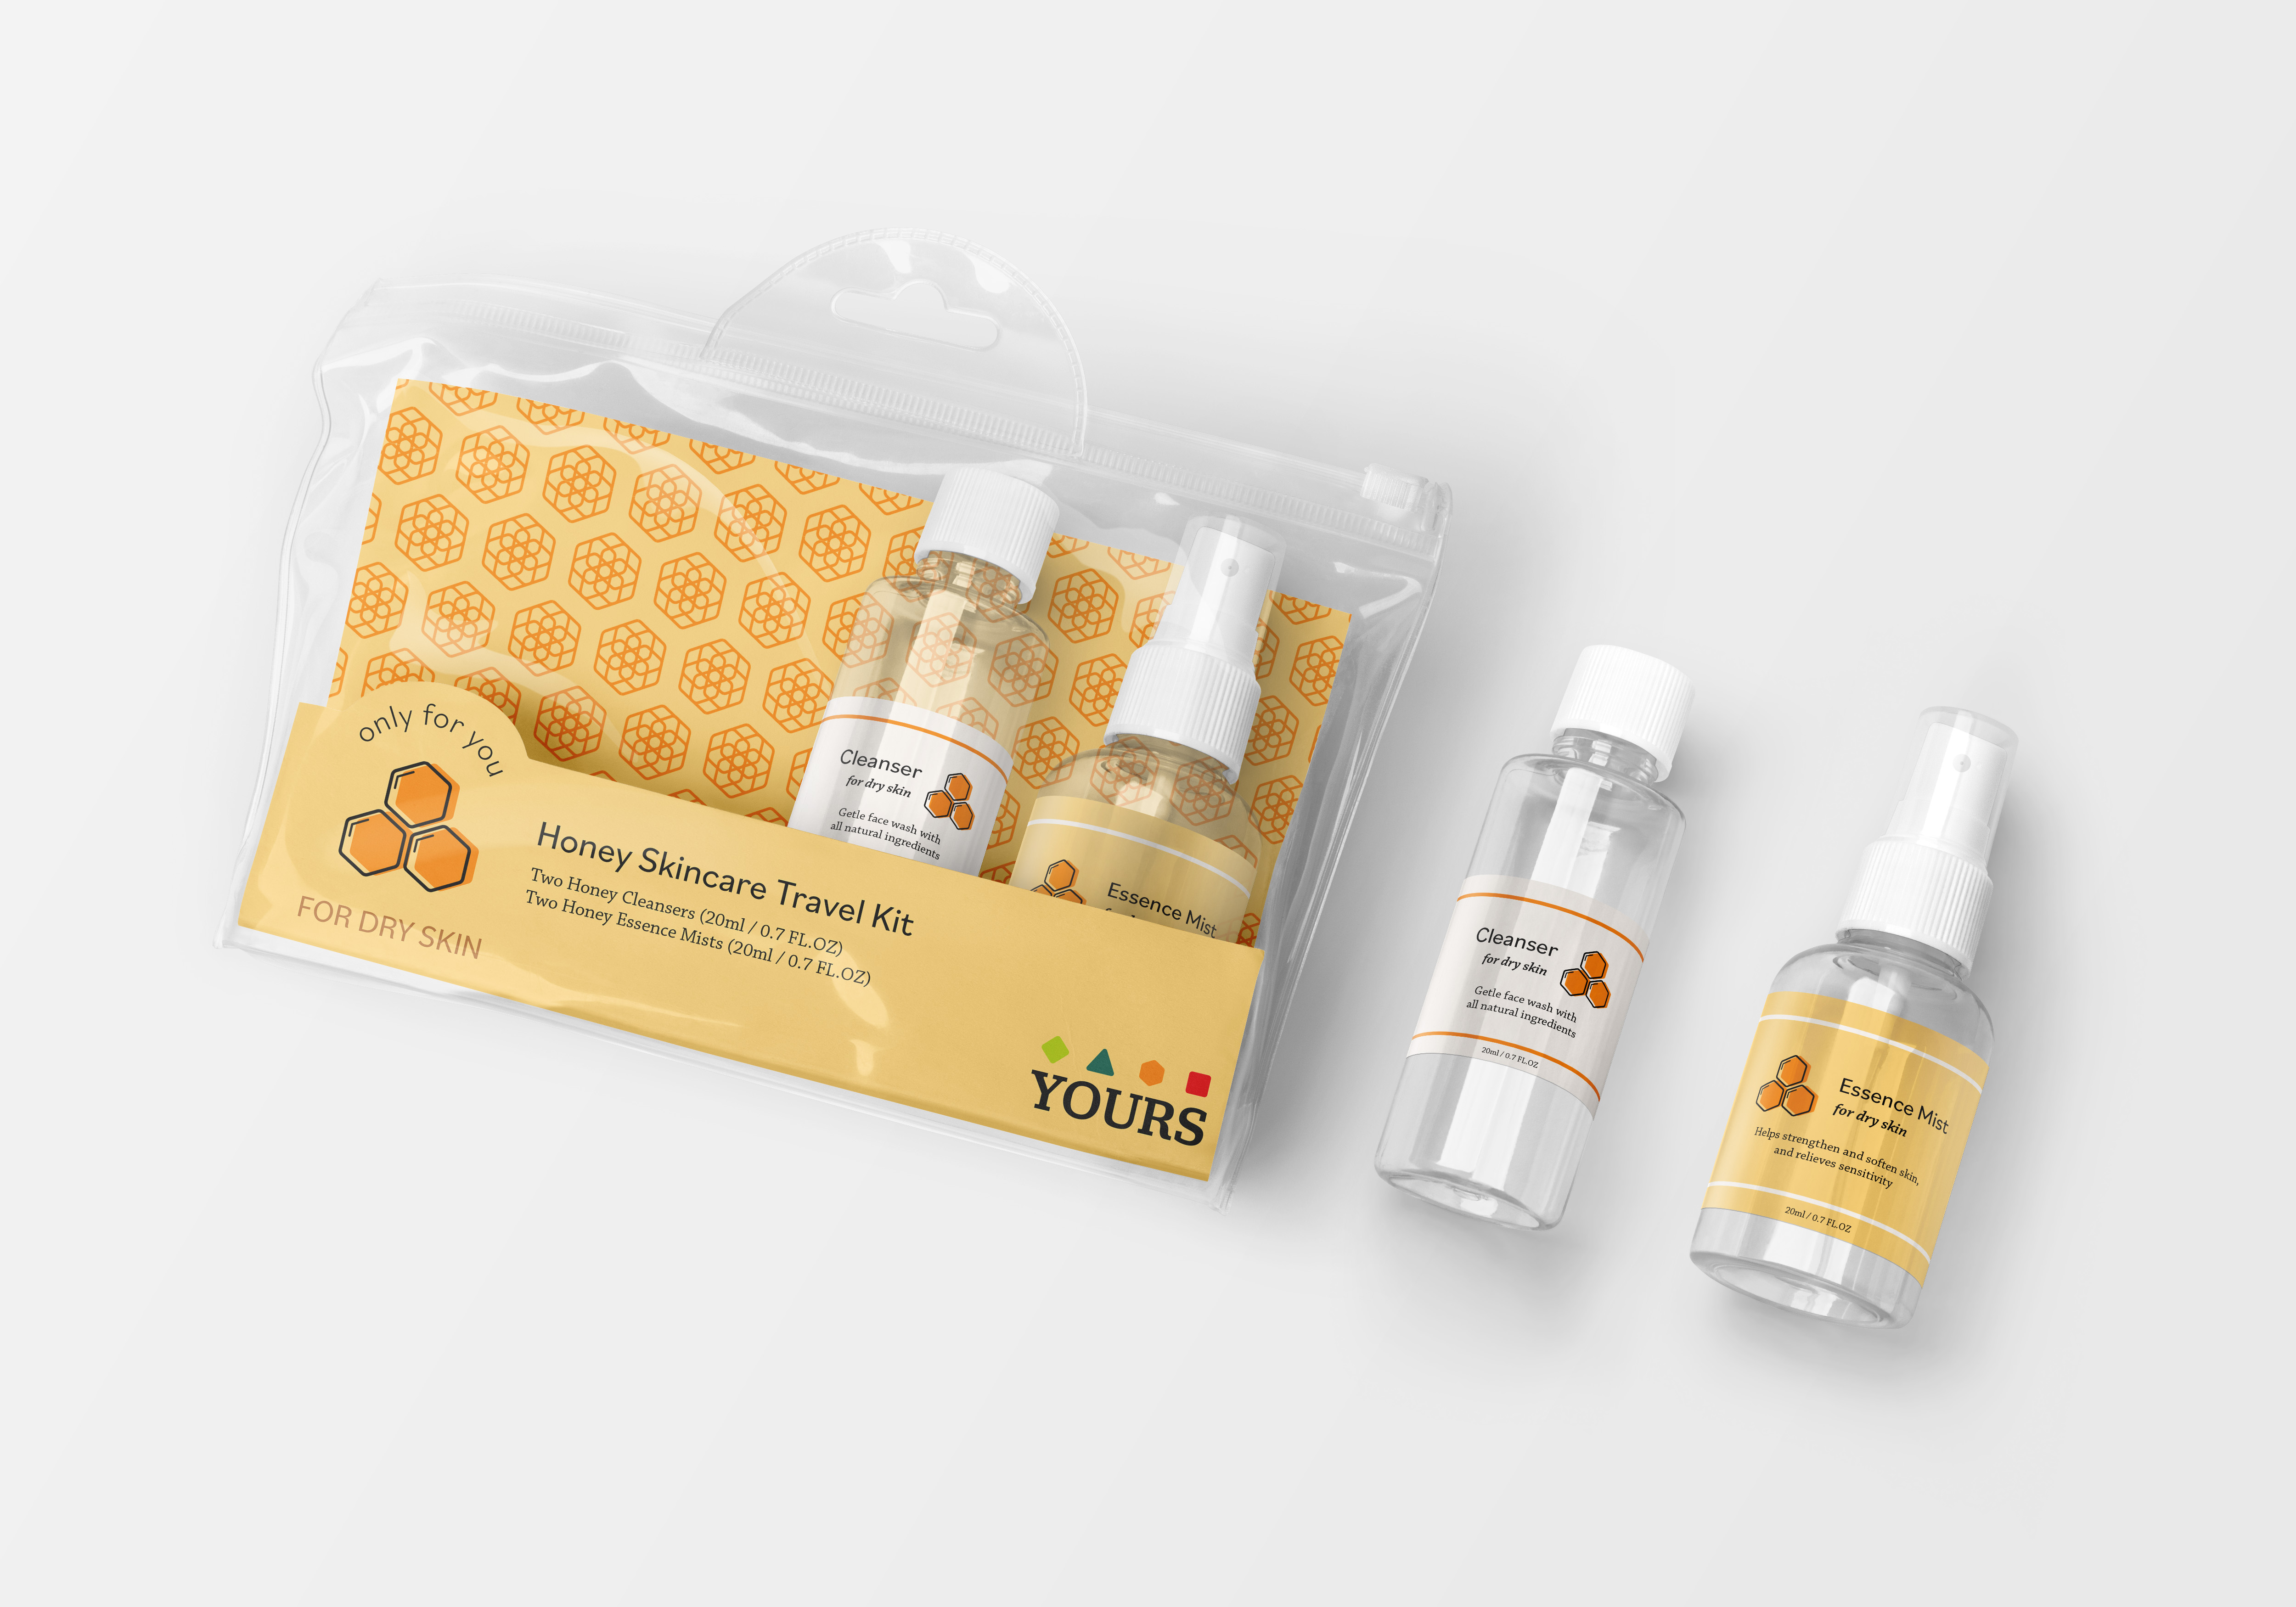 only for you
FOR DRY SKIN
Honey Skincare Travel Kit
Two Honey Cleansers (20ml / 0.7 FL.OZ)
Two Honey Essence Mists (20ml / 0.7 FL.OZ)
YOURS
Cleanser
for dry skin
Getle face wash with
all natural ingredients
Essence Mist
Cleanser
for dry skin
Getle face wash with
all natural ingredients
20ml / 0.7 FL.OZ
Essence Mist
for dry skin
Helps strengthen and soften skin,
and relieves sensitivity
20ml / 0.7 FL.OZ